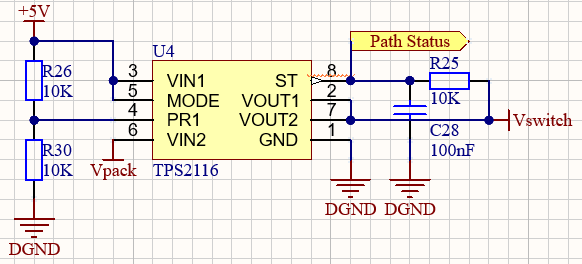 +5V
Path Status
U4
R26
10K
3
5
4
6
VIN1
MODE
PR1
VIN2
ST
VOUT1
VOUT2
GND
8
2
7
1
R25
10K
Vswitch
R30
10K
Vpack
TPS2116
C28
100nF
DGND
DGND
DGND